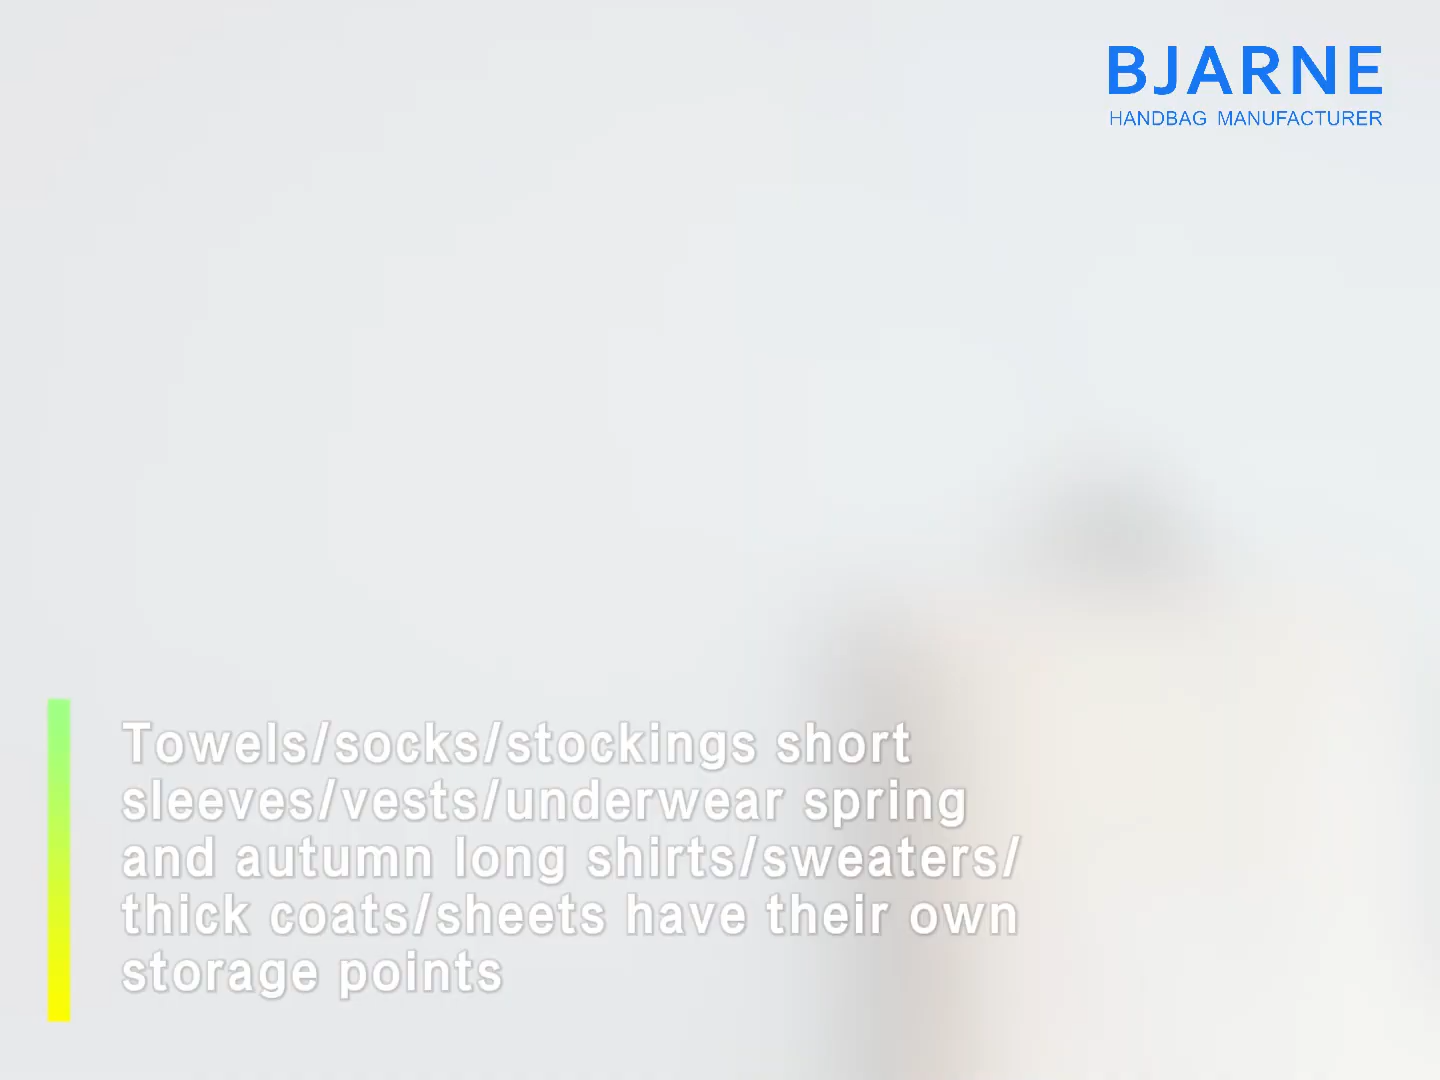 BJARNE
HANDBAG MANUFACTURER
Towels/socks/stockings short
sleeves/vests/underwear spring
and autumn long shirts/sweaters/
thick coats/sheets have their own
storage points